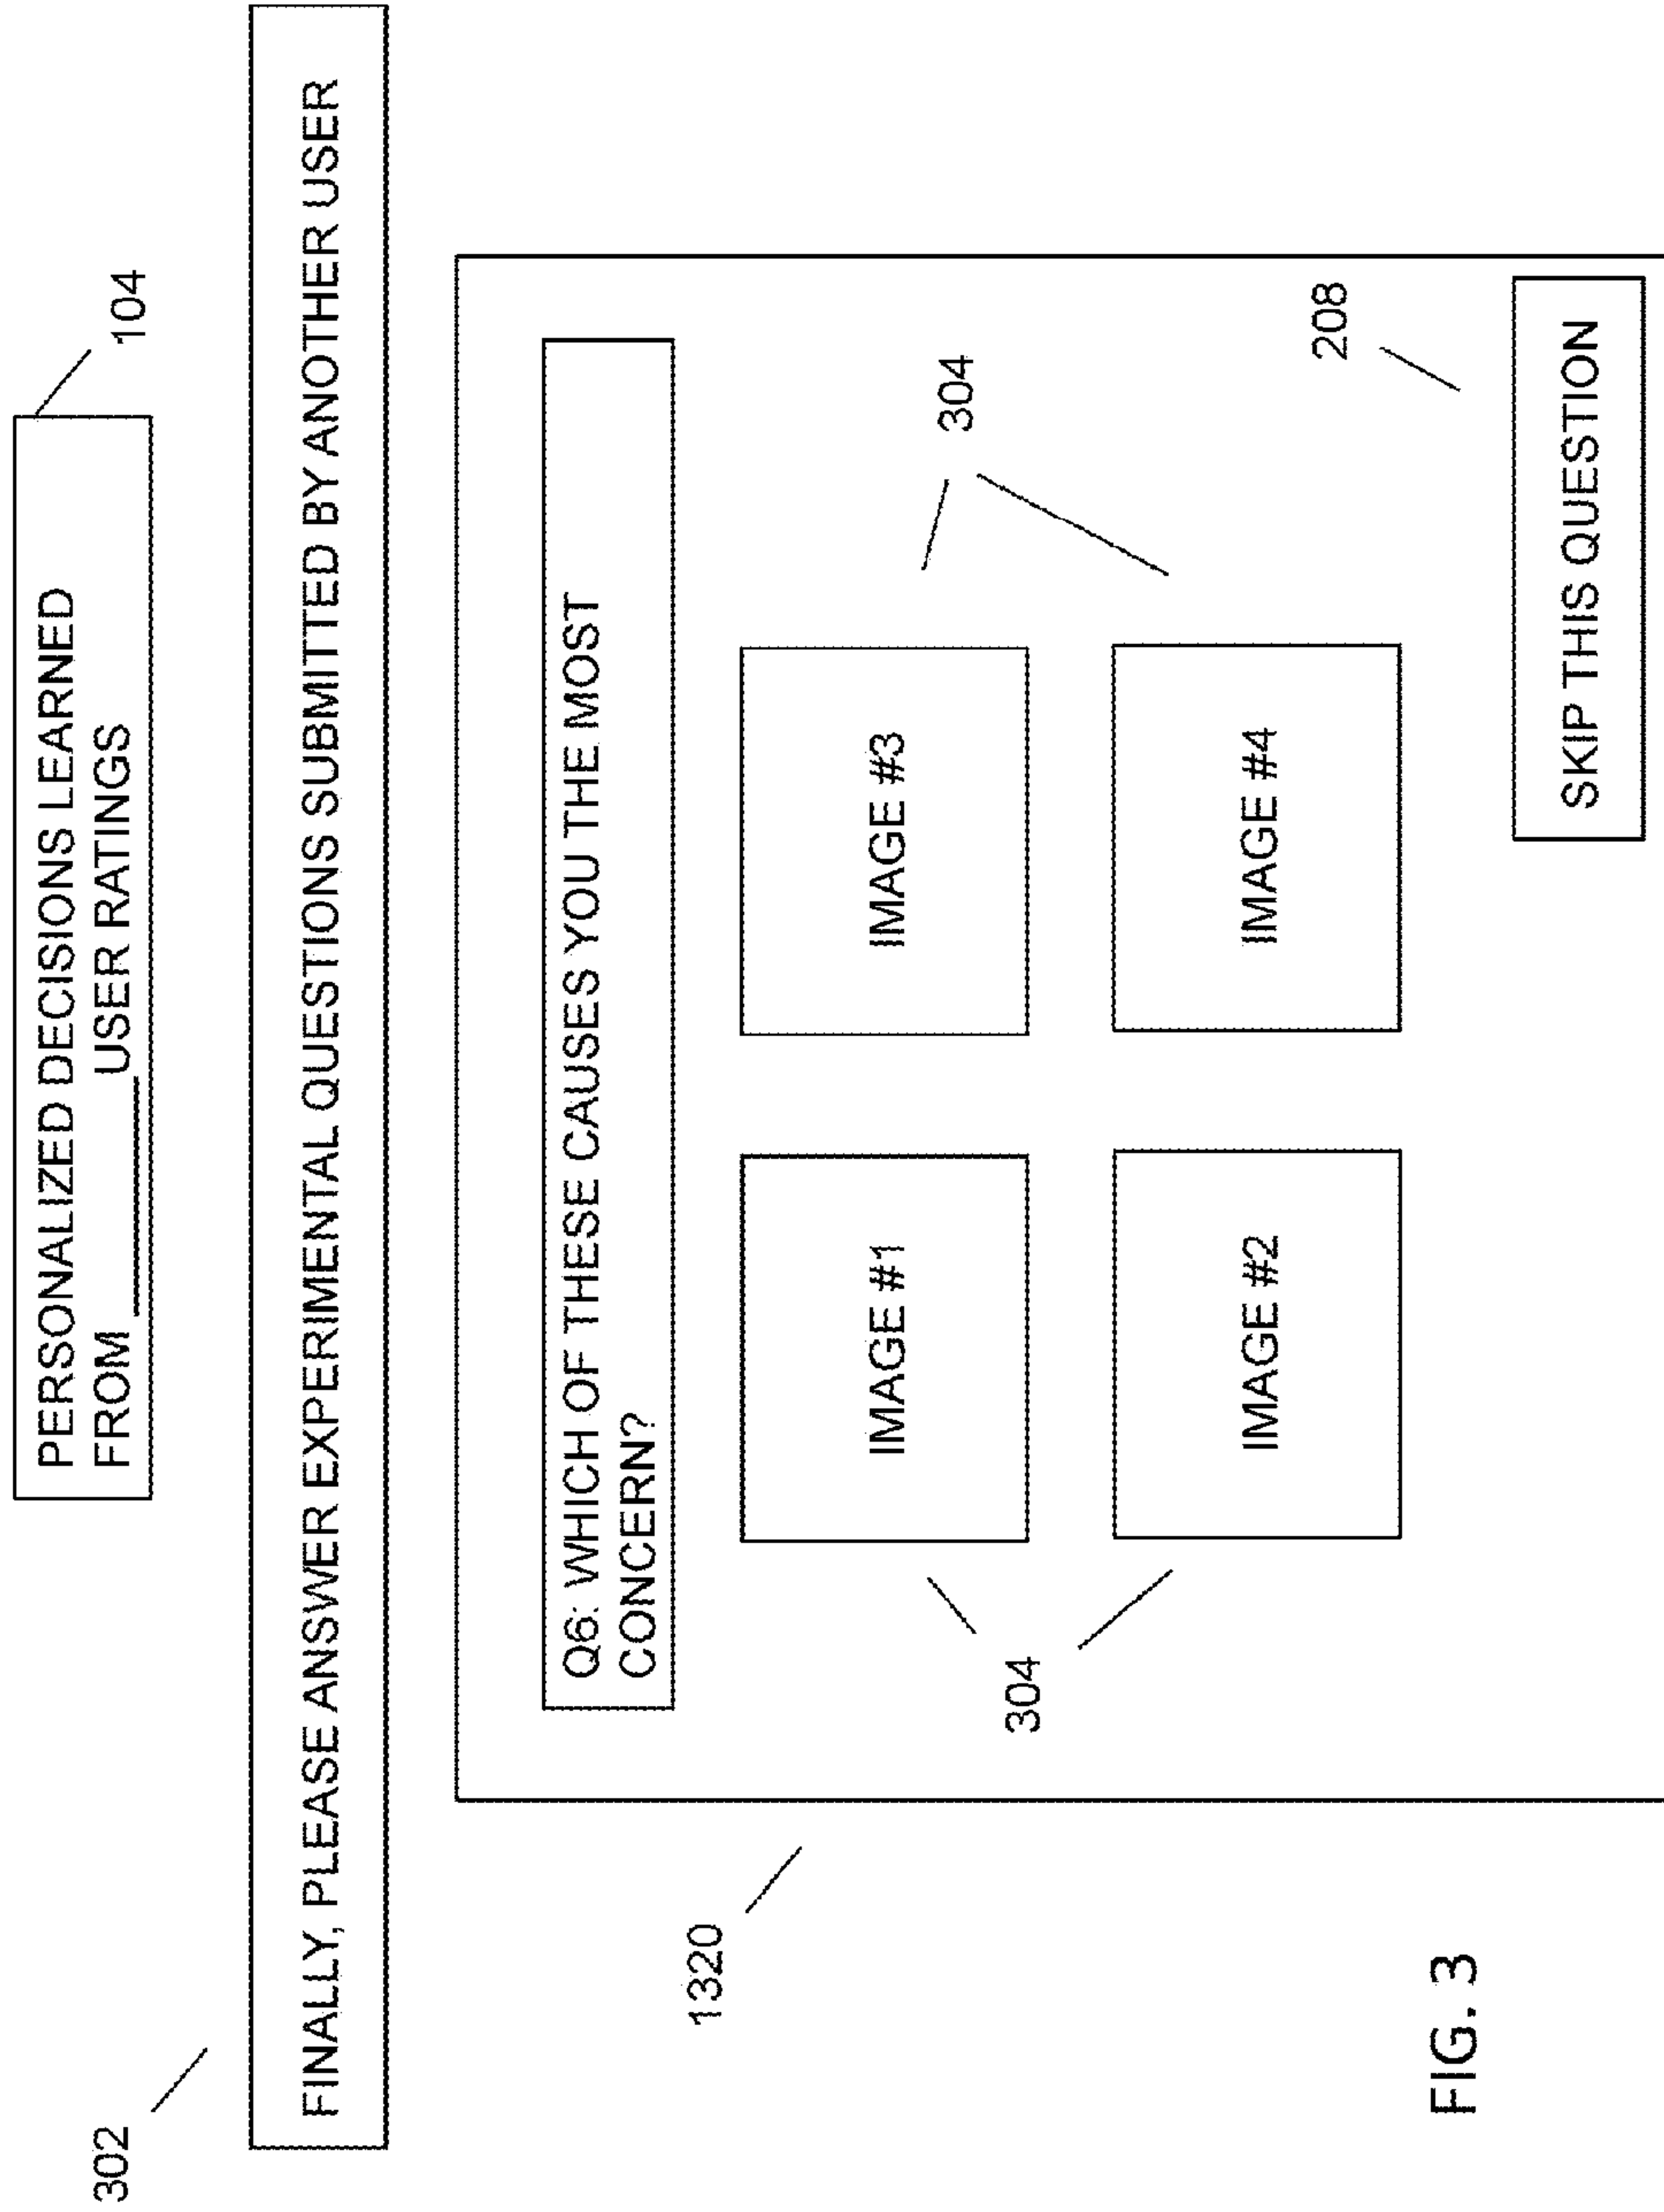 PERSONALIZED DECISIONS LEARNED
FROM ________ USER RATINGS
104
302
FINALLY, PLEASE ANSWER EXPERIMENTAL QUESTIONS SUBMITTED BY ANOTHER USER
1320
Q6: WHICH OF THESE CAUSES YOU THE MOST
CONCERN?
IMAGE #1
IMAGE #3
304
304
IMAGE #2
IMAGE #4
208
SKIP THIS QUESTION
FIG. 3